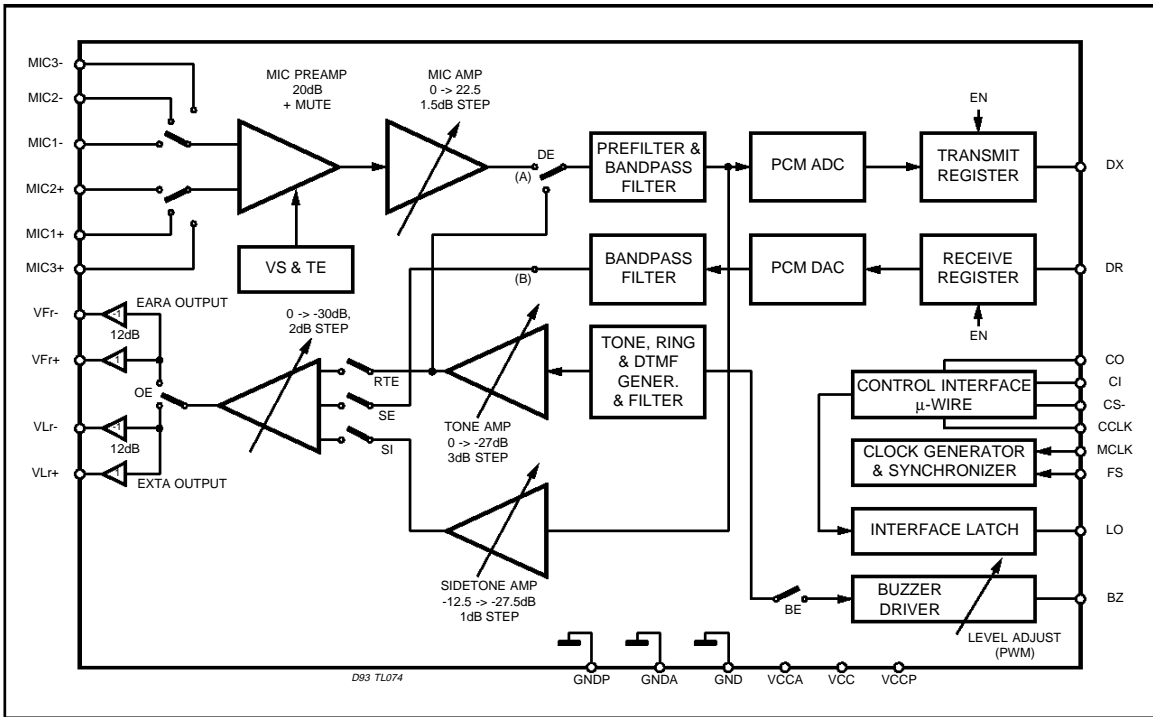 MIC3-
MIC2-
MIC1-
MIC2+
MIC1+
MIC3+
VFr-
VFr+
VLr-
VLr+
MIC PREAMP
20dB
+ MUTE
MIC AMP
0 -> 22.5
1.5dB STEP
DE
(A)
PREFILTER &
BANDPASS
FILTER
PCM ADC
EN
TRANSMIT
REGISTER
DX
VS & TE
(B)
BANDPASS
FILTER
PCM DAC
RECEIVE
REGISTER
DR
EN
EARA OUTPUT
-1
12dB
1
OE
-1
12dB
1
EXTA OUTPUT
0 -> -30dB,
2dB STEP
RTE
SE
SI
TONE AMP
0 -> -27dB
3dB STEP
TONE, RING
& DTMF
GENER.
& FILTER
CONTROL INTERFACE
µ-WIRE
CO
CI
CS-
CCLK
CLOCK GENERATOR
& SYNCHRONIZER
MCLK
FS
INTERFACE LATCH
LO
SIDETONE AMP
-12.5 -> -27.5dB
1dB STEP
BE
BUZZER
DRIVER
BZ
LEVEL ADJUST
(PWM)
D93 TL074
GNDP
GNDA
GND
VCCA
VCC
VCCP